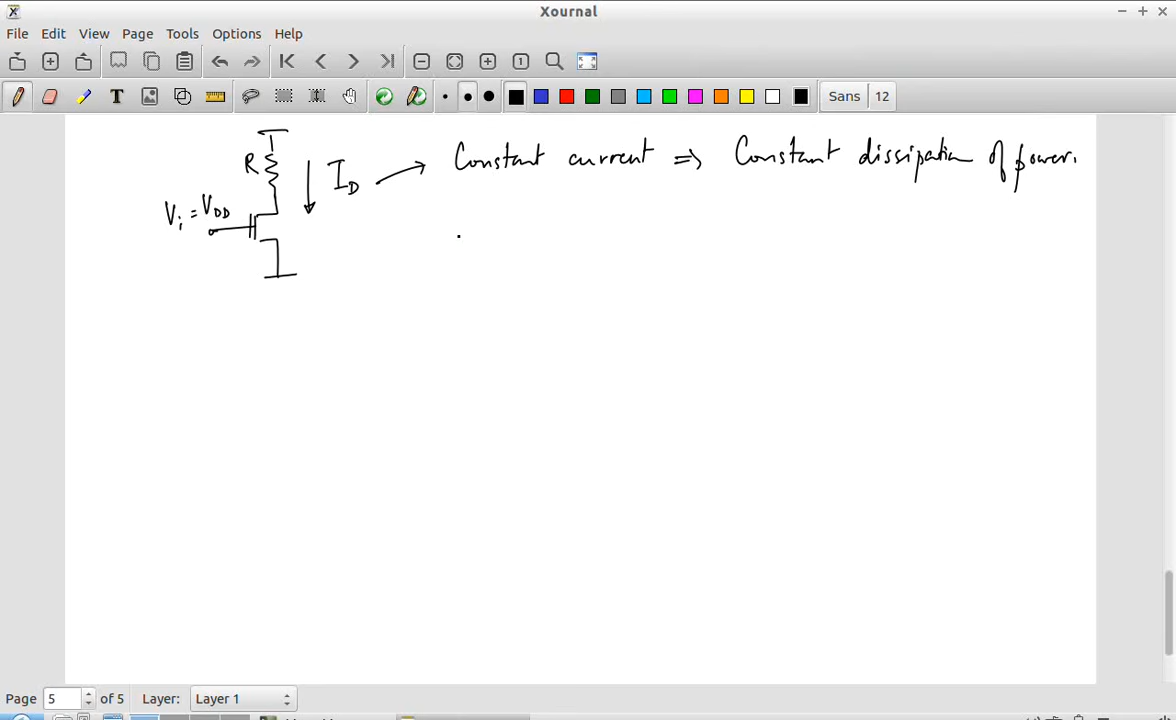 Xournal
File Edit View Page Tools Options Help
Sans 12
R
I_D → Constant current ⇒ Constant dissipation of power.
V_i = V_DD
Page 5 of 5 Layer: Layer 1